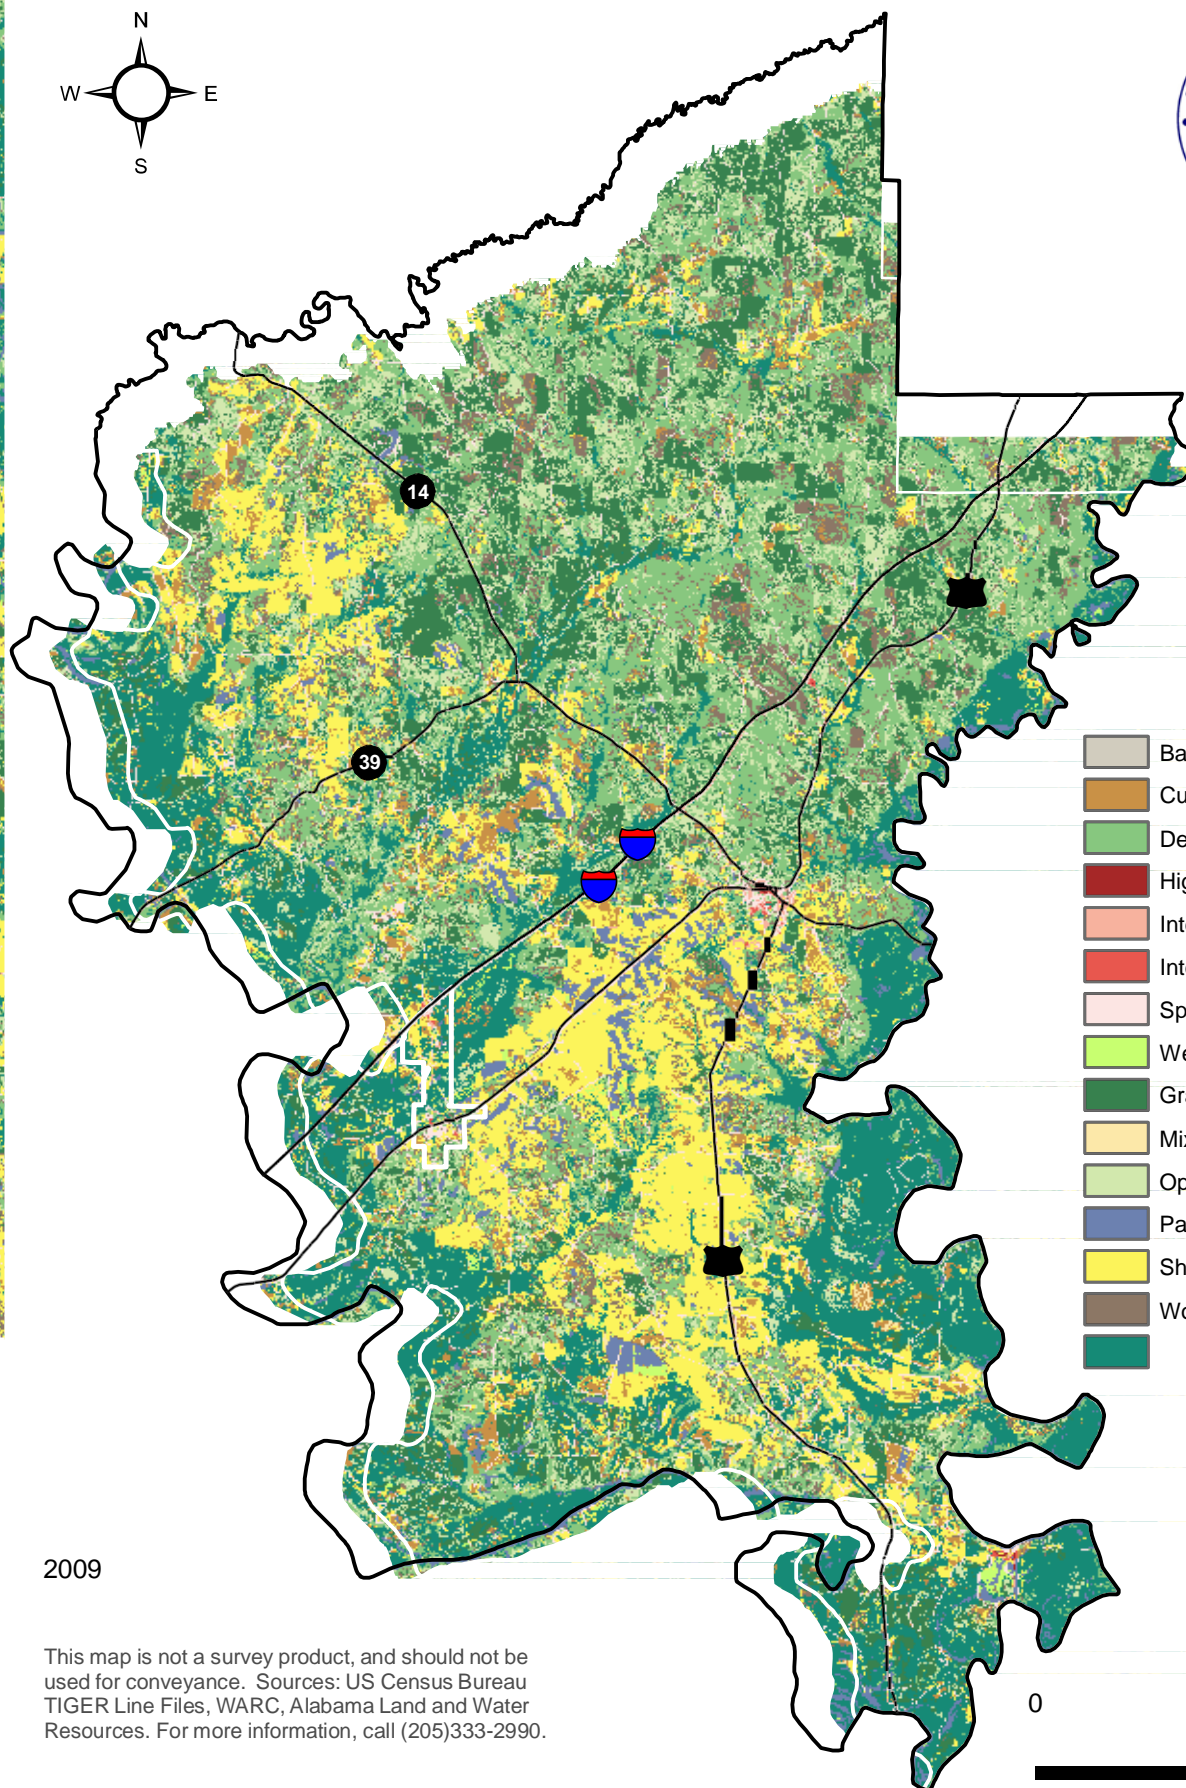 N
W E
S
14
39
Ba
Cu
De
Hig
Int
Int
Sp
We
Gr
Mix
Op
Pa
Sh
Wo
2009
This map is not a survey product, and should not be
used for conveyance.  Sources: US Census Bureau
TIGER Line Files, WARC, Alabama Land and Water
Resources. For more information, call (205)333-2990.
0